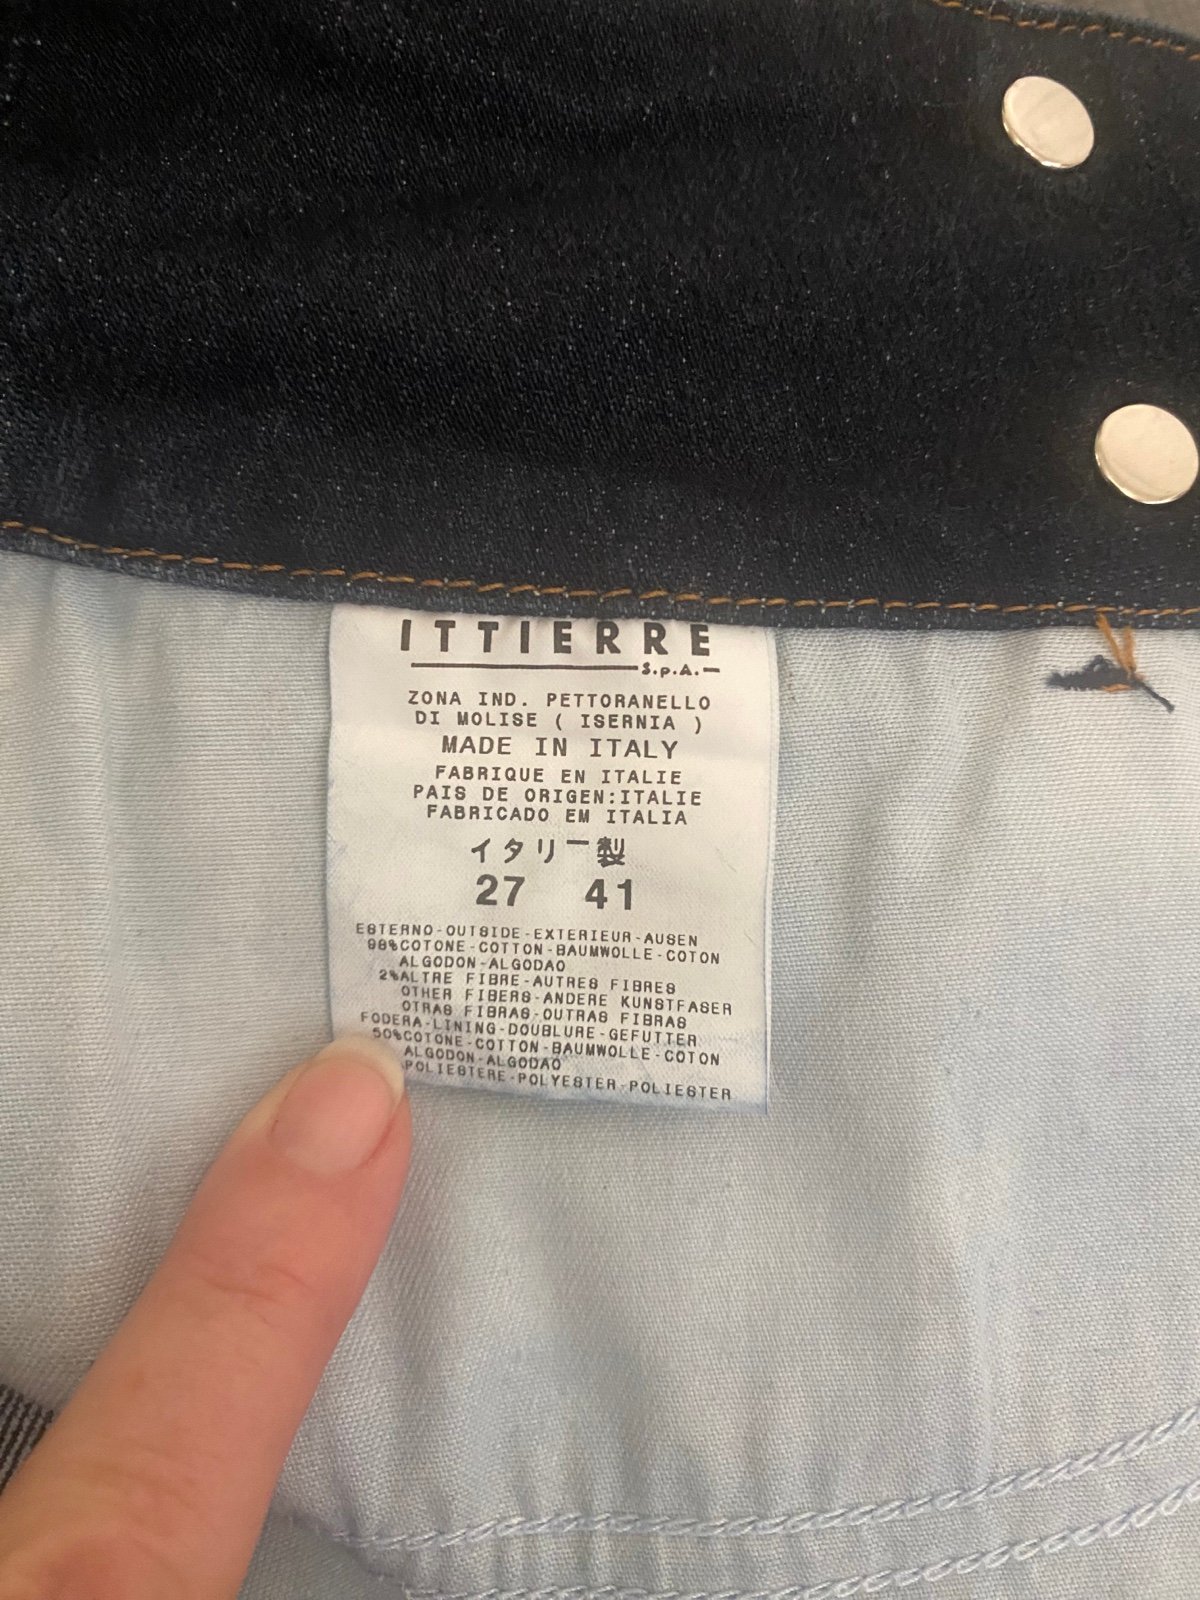 ITTIERRE
S.p.A.
ZONA IND. PETTORANELLO
DI MOLISE ( ISERNIA )
MADE IN ITALY
FABRIQUE EN ITALIE
PAIS DE ORIGEN:ITALIE
FABRICADO EM ITALIA
イタリー製
27 41
ESTERNO-OUTSIDE-EXTERIEUR-AUSEN
98%COTONE-COTTON-BAUMWOLLE-COTON
ALGODON-ALGODAO
2%ALTRE FIBRE-AUTRES FIBRES
OTHER FIBERS-ANDERE KUNSTFASER
OTRAS FIBRAS-OUTRAS FIBRAS
FODERA-LINING-DOUBLURE-GEFUTTER
50%COTONE-COTTON-BAUMWOLLE-COTON
ALGODON-ALGODAO
POLIESTERE-POLYESTER-POLIESTER